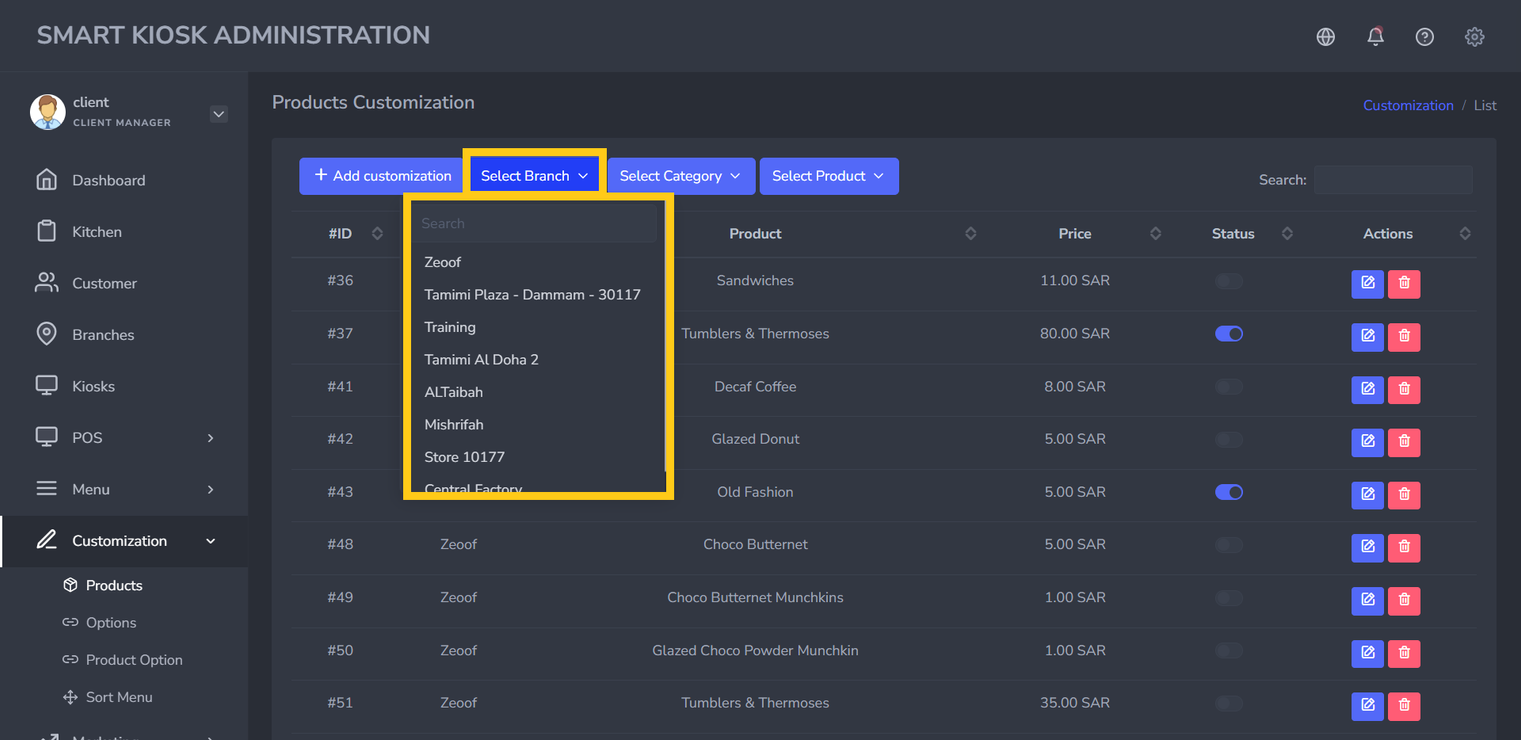 SMART KIOSK ADMINISTRATION
client
CLIENT MANAGER
Dashboard
Kitchen
Customer
Branches
Kiosks
POS
Menu
Customization
Products
Options
Product Option
Sort Menu
Marketing
Products Customization
Customization / List
+ Add customization Select Branch Select Category Select Product Search:
Search
Zeoof
Tamimi Plaza - Dammam - 30117
Training
Tamimi Al Doha 2
ALTaibah
Mishrifah
Store 10177
Central Factory
#ID Product Price Status Actions
#36 Sandwiches 11.00 SAR
#37 Tumblers & Thermoses 80.00 SAR
#41 Decaf Coffee 8.00 SAR
#42 Glazed Donut 5.00 SAR
#43 Old Fashion 5.00 SAR
#48 Zeoof Choco Butternet 5.00 SAR
#49 Zeoof Choco Butternet Munchkins 1.00 SAR
#50 Zeoof Glazed Choco Powder Munchkin 1.00 SAR
#51 Zeoof Tumblers & Thermoses 35.00 SAR